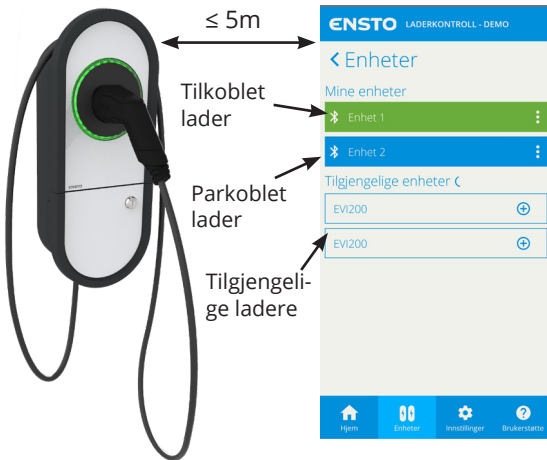 ≤ 5m
Tilkoblet
lader
Parkoblet
lader
Tilgjengeli-
ge ladere
ENSTO
ENSTO LADERKONTROLL - DEMO
< Enheter
Mine enheter
Enhet 1
Enhet 2
Tilgjengelige enheter
EVI200
EVI200
Hjem Enheter Innstillinger Brukerstøtte